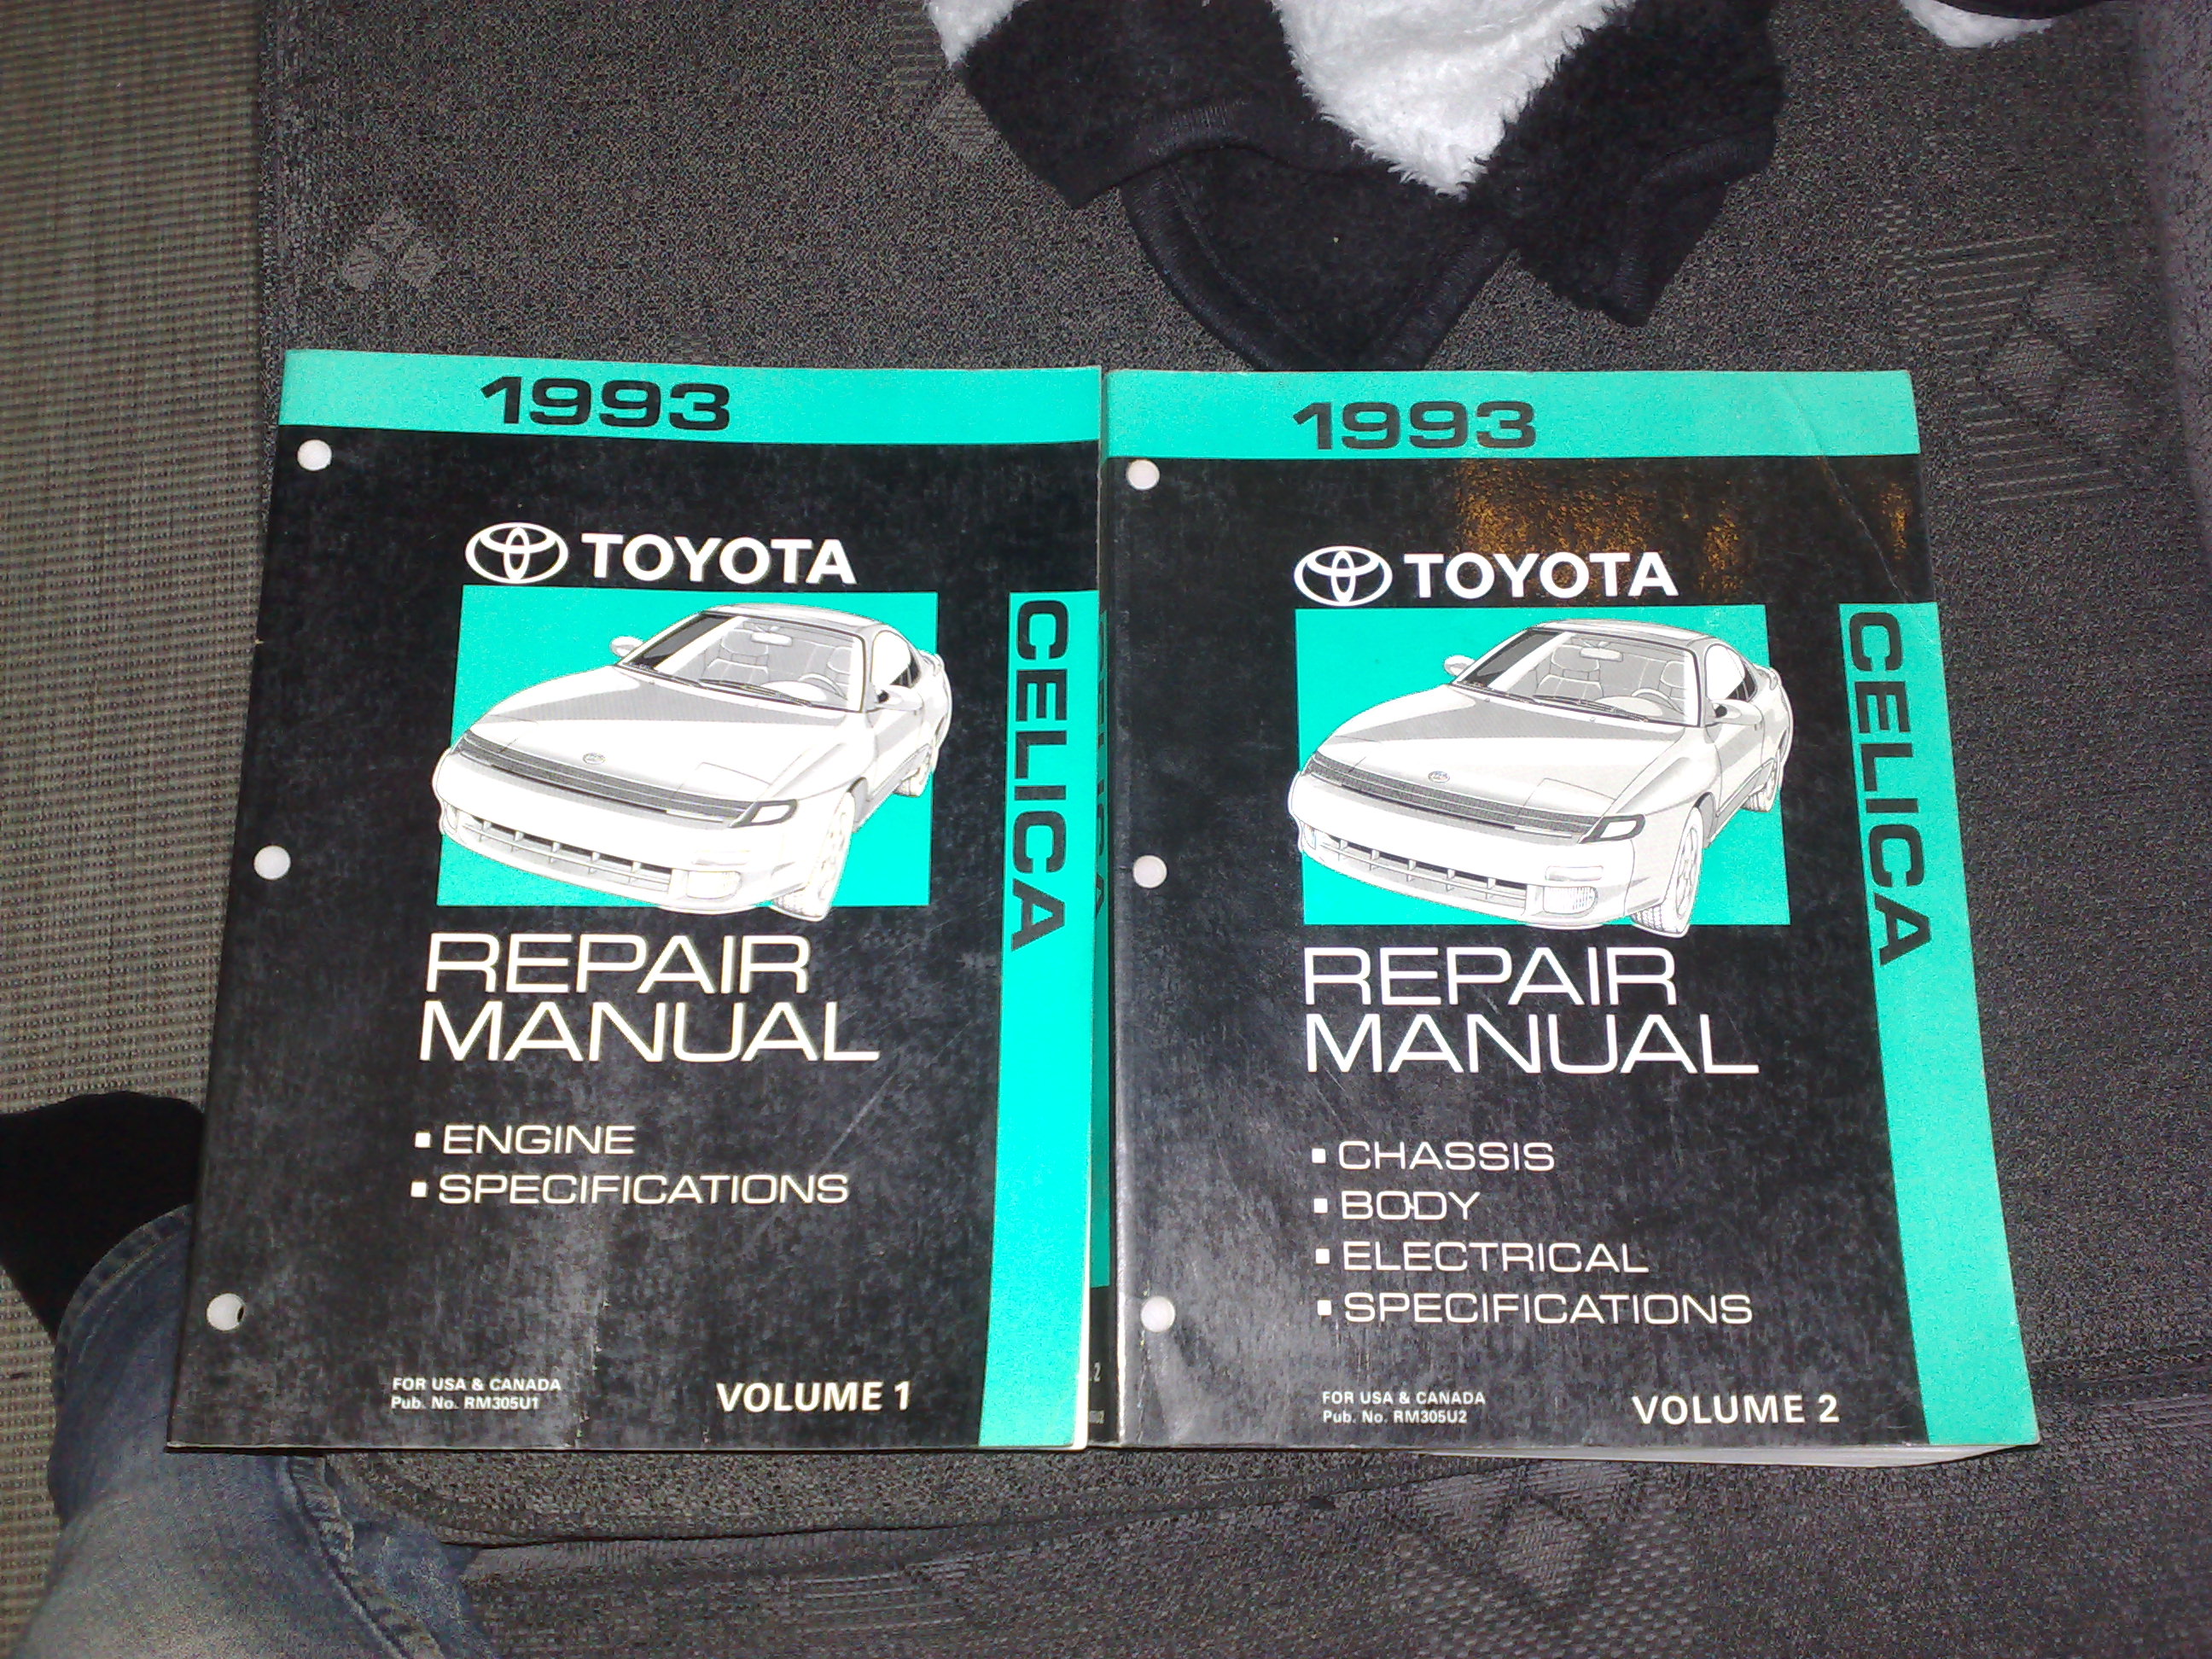 1993
TOYOTA
CELICA
REPAIR
MANUAL
▪ ENGINE
▪ SPECIFICATIONS
FOR USA & CANADA
Pub. No. RM305U1
VOLUME 1
1993
TOYOTA
CELICA
REPAIR
MANUAL
▪ CHASSIS
▪ BODY
▪ ELECTRICAL
▪ SPECIFICATIONS
FOR USA & CANADA
Pub. No. RM305U2
VOLUME 2